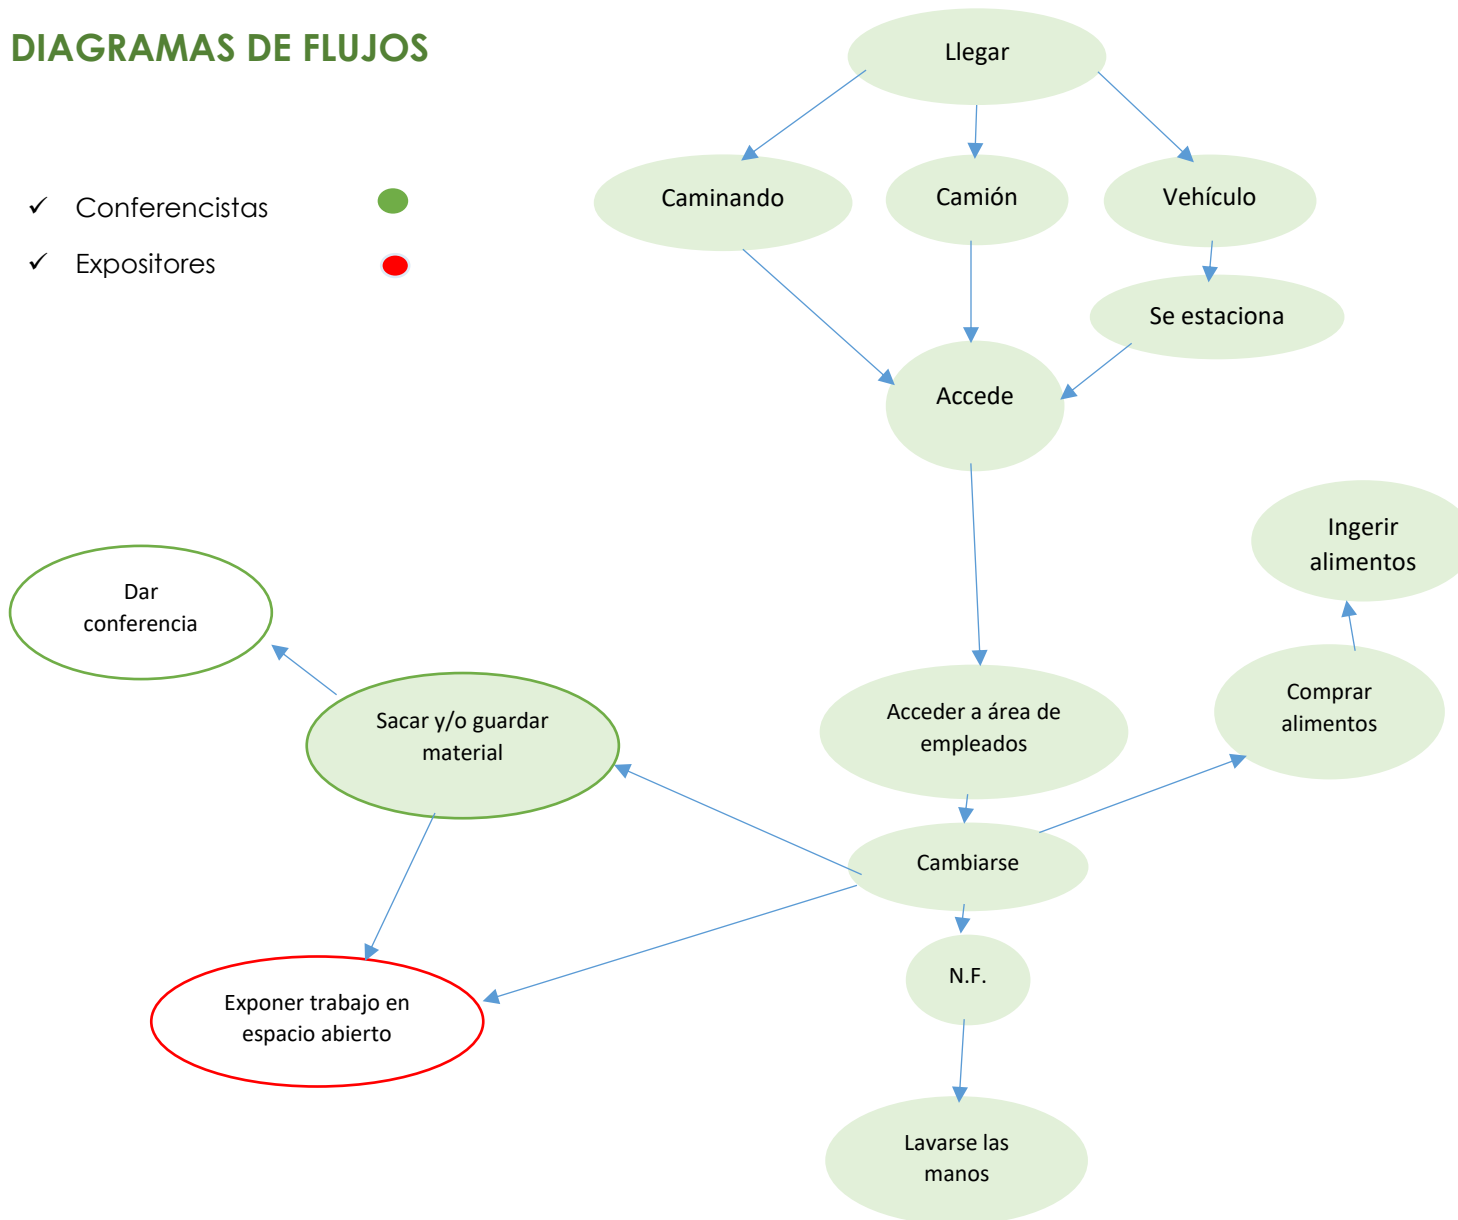 DIAGRAMAS DE FLUJOS
✓ Conferencistas
✓ Expositores
Llegar
Caminando
Camión
Vehículo
Se estaciona
Accede
Ingerir
alimentos
Dar
conferencia
Sacar y/o guardar
material
Acceder a área de
empleados
Comprar
alimentos
Cambiarse
N.F.
Exponer trabajo en
espacio abierto
Lavarse las
manos